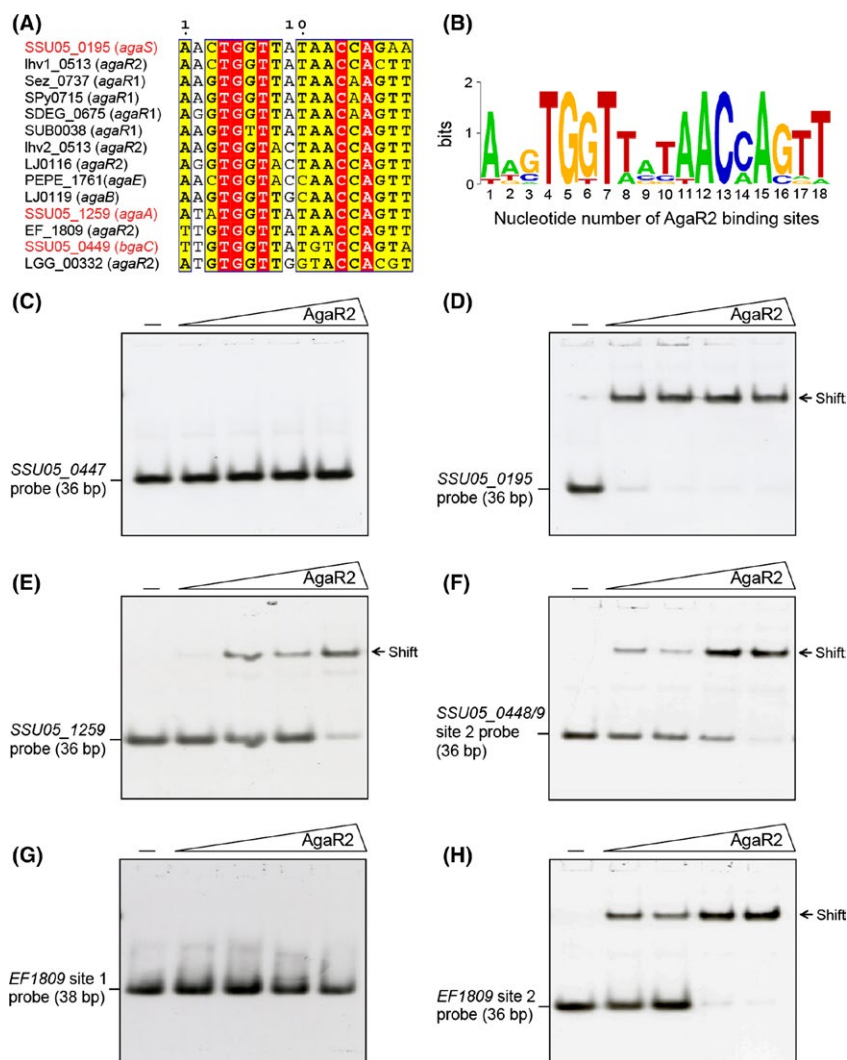 (A)
1 10
SSU05_0195 (agaS) AACTGGTTATAACCAGAA
lhv1_0513 (agaR2) AACTGGTTATAACCACTT
Sez_0737 (agaR1) AAGTGGTTATAACAAGTT
SPy0715 (agaR1) AAGTGGTTATAACAAGTT
SDEG_0675 (agaR1) AGGTGGTTATAACAAGTT
SUB0038 (agaR1) AAGTGTTTATAACCAGTT
lhv2_0513 (agaR2)
LJ0116 (agaR2)
PEPE_1761 (agaE)
LJ0119 (agaB) AAGTGGTTGCAACCAGTT
SSU05_1259 (agaA) ATATGGTTATAACCAGTT
EF_1809 (agaR2) TTGTGGTTATAACCAGTT
SSU05_0449 (bgaC) TTGTGGTTATGTCCAGTA
LGG_00332 (agaR2) ATGTGGTTGGTACCACGT
(B)
bits
2
1
0
1 2 3 4 5 6 7 8 9 10 11 12 13 14 15 16 17 18
Nucleotide number of AgaR2 binding sites
(C)
– AgaR2
SSU05_0447
probe (36 bp)
(D)
– AgaR2
Shift
SSU05_0195
probe (36 bp)
(E)
– AgaR2
Shift
SSU05_1259
probe (36 bp)
(F)
– AgaR2
Shift
SSU05_0448/9
site 2 probe
(36 bp)
(G)
– AgaR2
EF1809 site 1
probe (38 bp)
(H)
– AgaR2
Shift
EF1809 site 2
probe (36 bp)